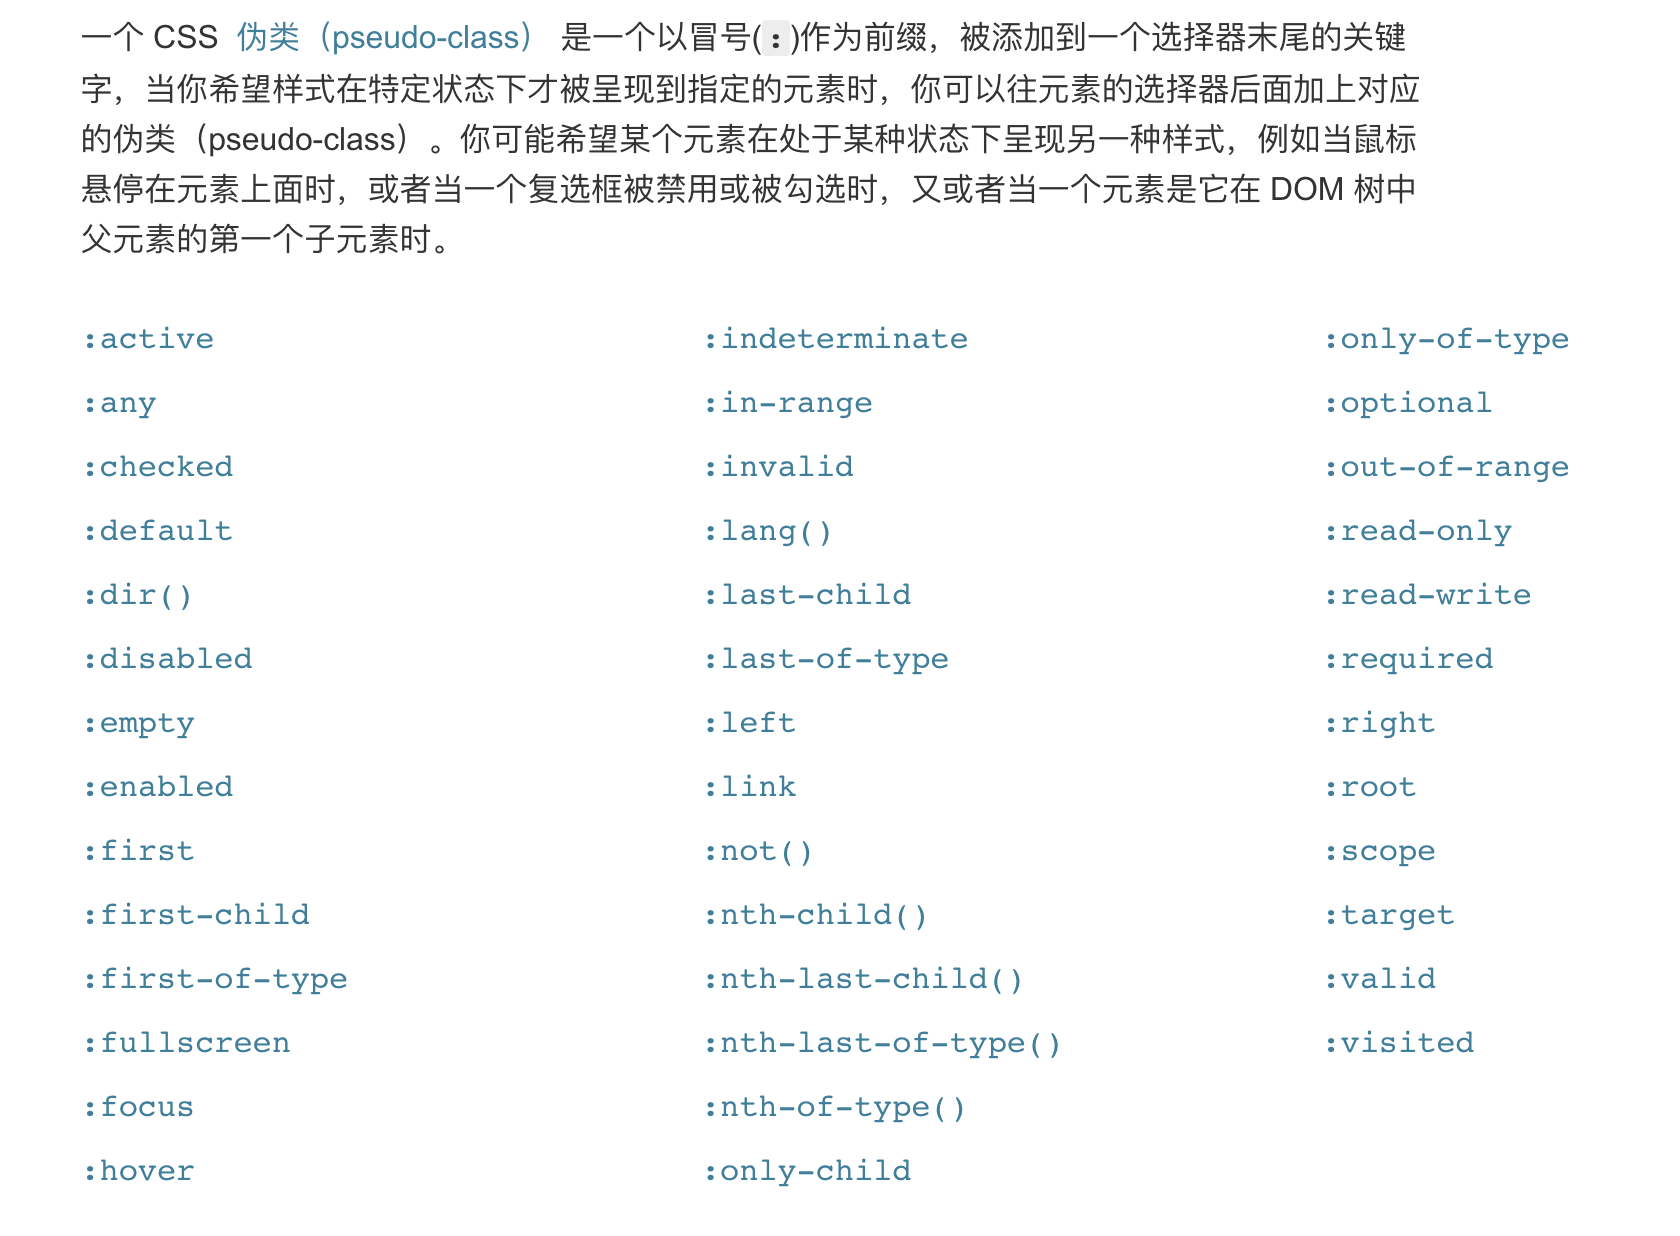 一个 CSS 伪类（pseudo-class） 是一个以冒号(:)作为前缀，被添加到一个选择器末尾的关键
字，当你希望样式在特定状态下才被呈现到指定的元素时，你可以往元素的选择器后面加上对应
的伪类（pseudo-class）。你可能希望某个元素在处于某种状态下呈现另一种样式，例如当鼠标
悬停在元素上面时，或者当一个复选框被禁用或被勾选时，又或者当一个元素是它在 DOM 树中
父元素的第一个子元素时。
:active
:any
:checked
:default
:dir()
:disabled
:empty
:enabled
:first
:first-child
:first-of-type
:fullscreen
:focus
:hover
:indeterminate
:in-range
:invalid
:lang()
:last-child
:last-of-type
:left
:link
:not()
:nth-child()
:nth-last-child()
:nth-last-of-type()
:nth-of-type()
:only-child
:only-of-type
:optional
:out-of-range
:read-only
:read-write
:required
:right
:root
:scope
:target
:valid
:visited